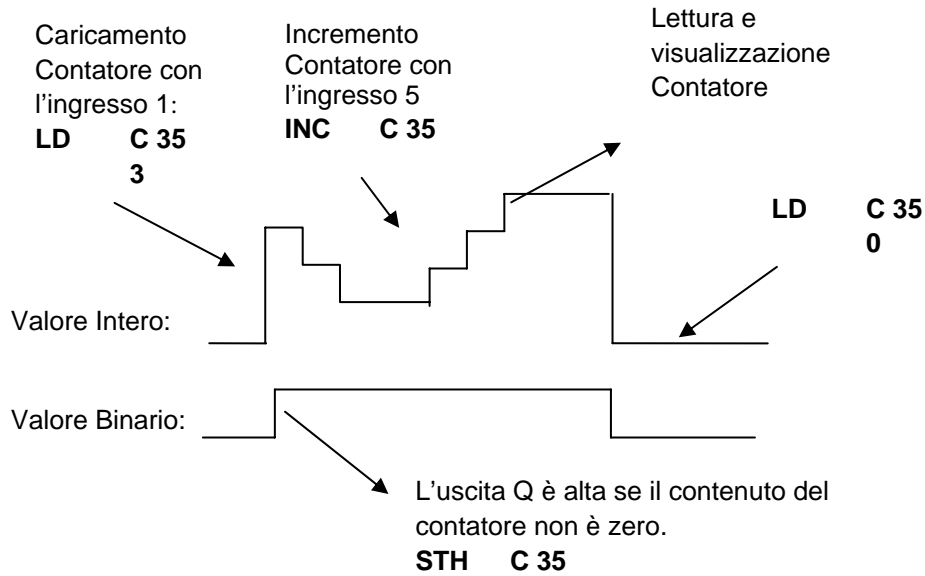 Caricamento
Contatore con
l'ingresso 1:
LD C 35
3
Incremento
Contatore con
l'ingresso 5
INC C 35
Lettura e
visualizzazione
Contatore
LD C 35
0
Valore Intero:
Valore Binario:
L'uscita Q è alta se il contenuto del
contatore non è zero.
STH C 35